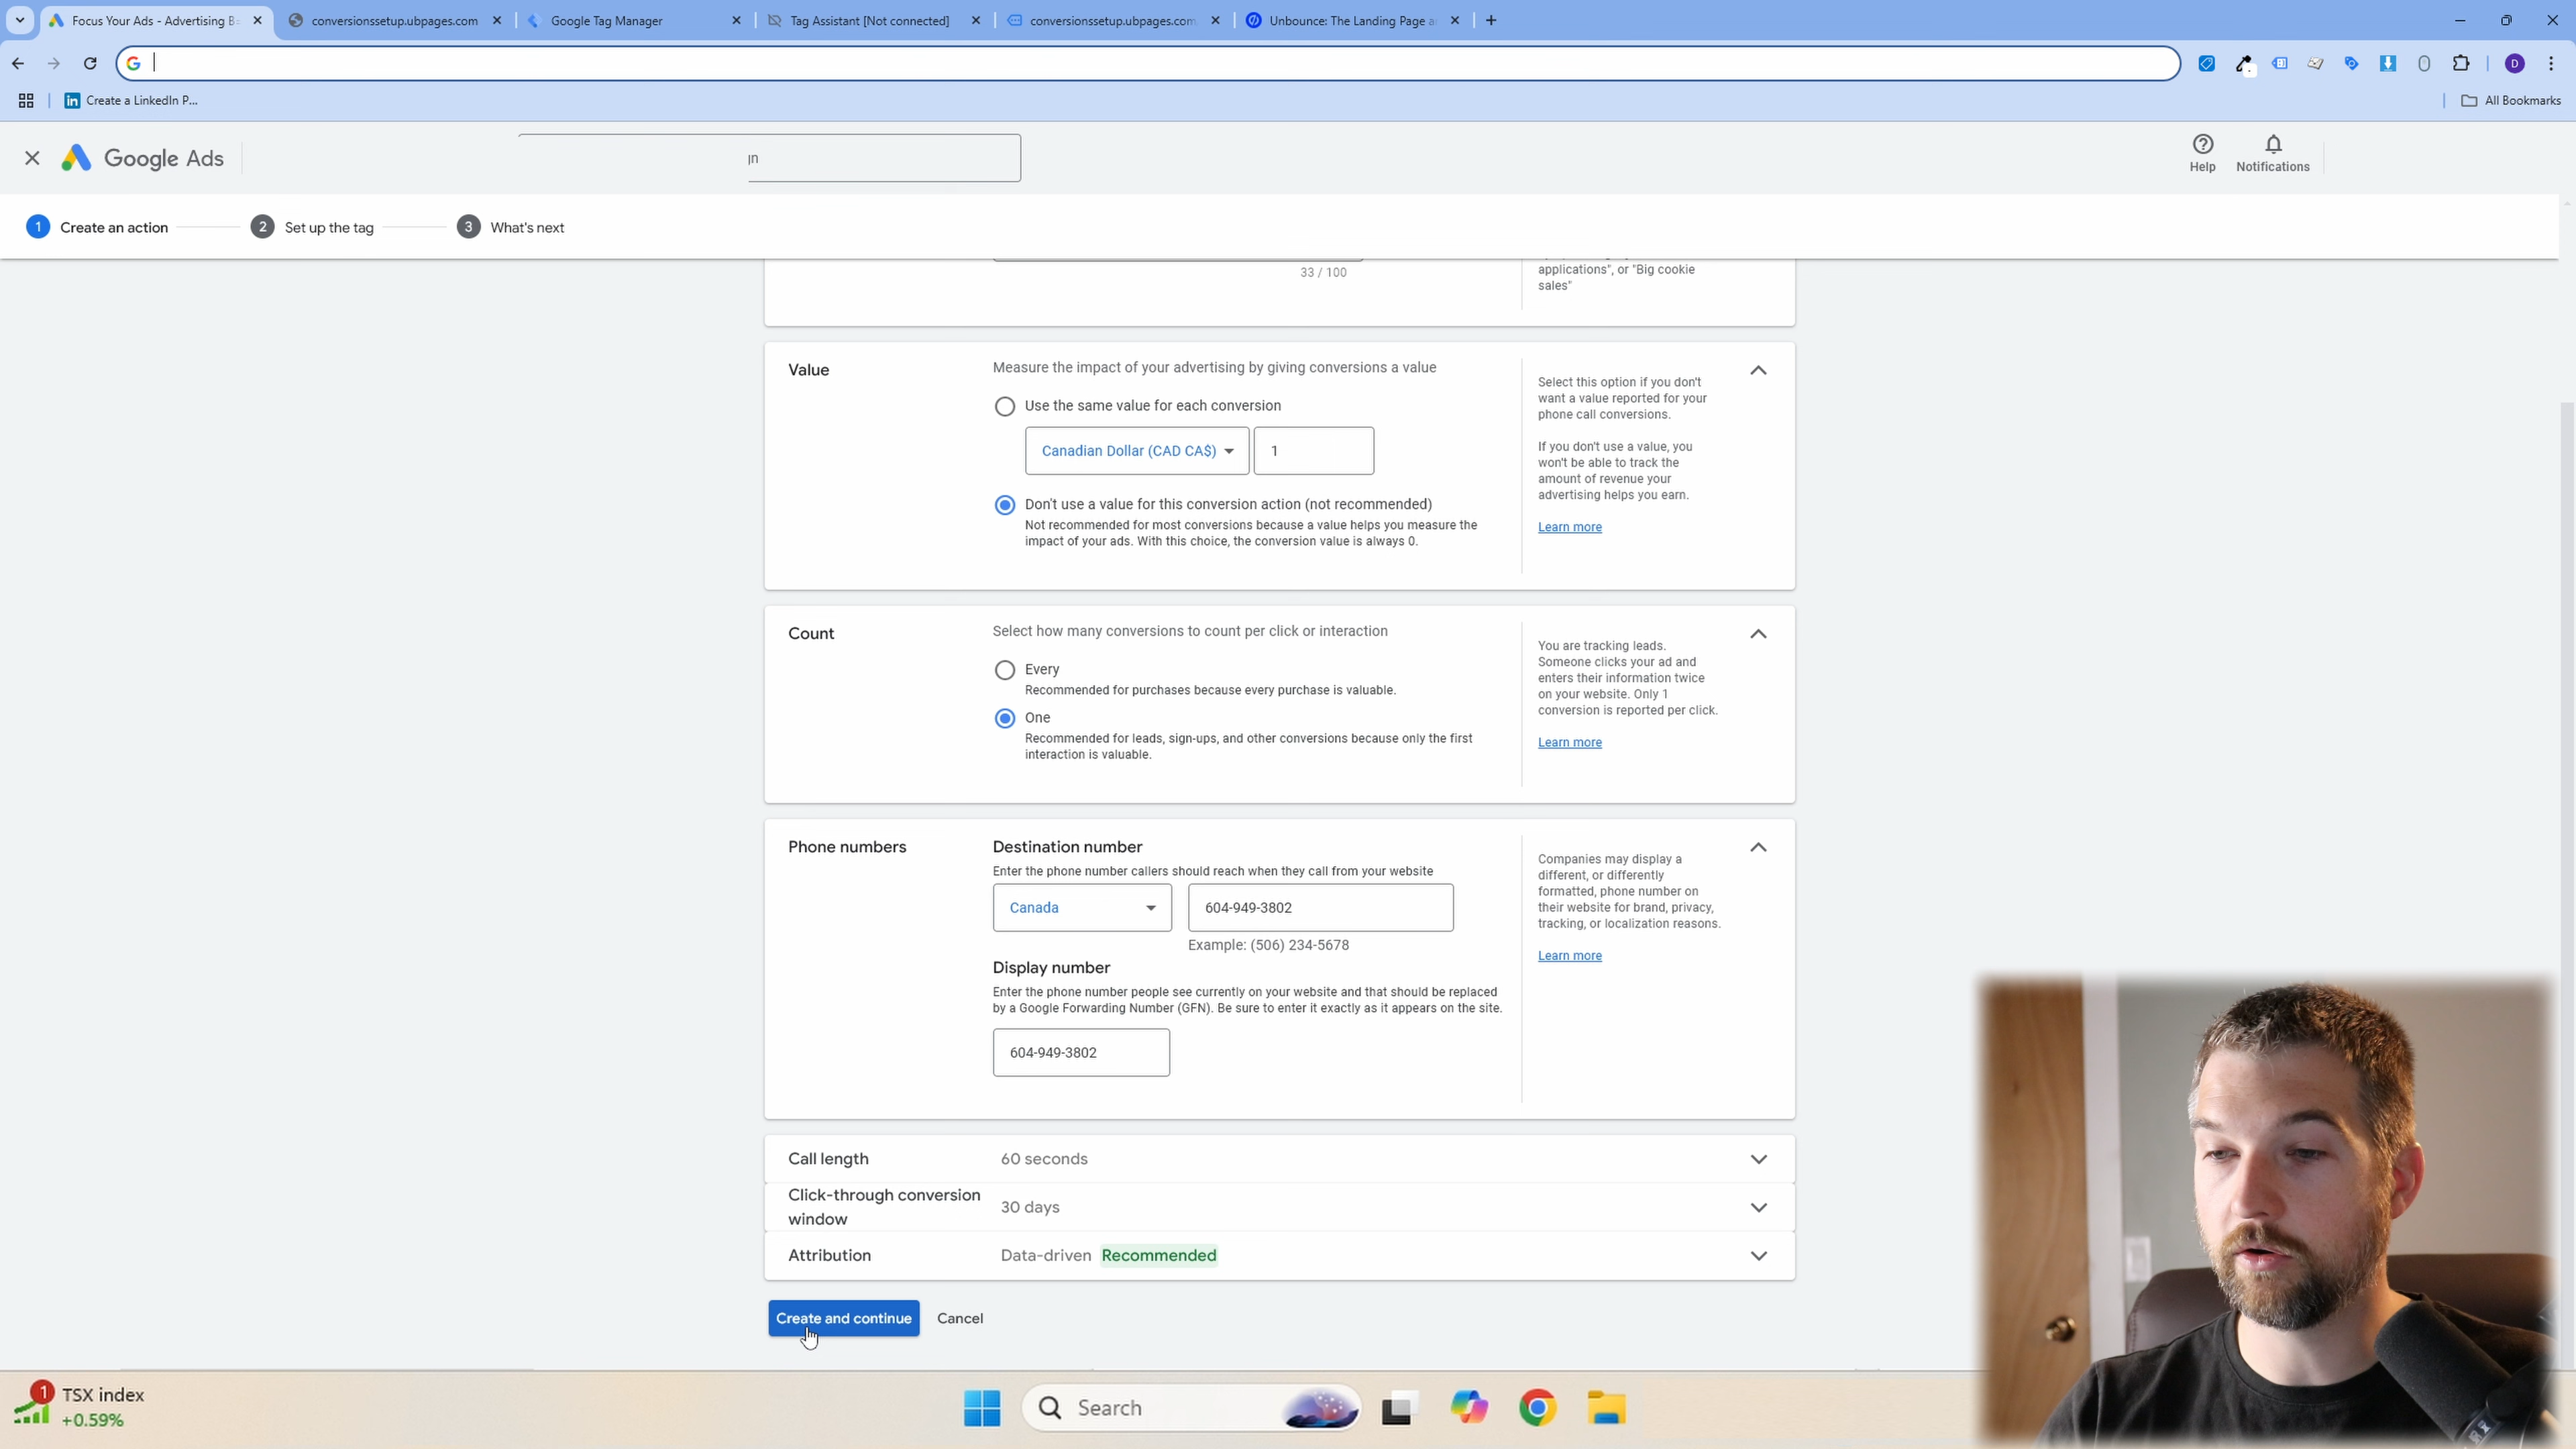 Focus Your Ads - Advertising B
conversionssetup.ubpages.com
Google Tag Manager
Tag Assistant [Not connected]
conversionssetup.ubpages.com
Unbounce: The Landing Page a
Create a LinkedIn P...
All Bookmarks
D
Google Ads
Help
Notifications
1 Create an action
2 Set up the tag
3 What's next
33 / 100
applications", or "Big cookie
sales"
Value
Measure the impact of your advertising by giving conversions a value
Use the same value for each conversion
Canadian Dollar (CAD CA$)
1
Don't use a value for this conversion action (not recommended)
Not recommended for most conversions because a value helps you measure the
impact of your ads. With this choice, the conversion value is always 0.
Select this option if you don't
want a value reported for your
phone call conversions.
If you don't use a value, you
won't be able to track the
amount of revenue your
advertising helps you earn.
Learn more
Count
Select how many conversions to count per click or interaction
Every
Recommended for purchases because every purchase is valuable.
One
Recommended for leads, sign-ups, and other conversions because only the first
interaction is valuable.
You are tracking leads.
Someone clicks your ad and
enters their information twice
on your website. Only 1
conversion is reported per click.
Learn more
Phone numbers
Destination number
Enter the phone number callers should reach when they call from your website
Canada
604-949-3802
Example: (506) 234-5678
Display number
Enter the phone number people see currently on your website and that should be replaced
by a Google Forwarding Number (GFN). Be sure to enter it exactly as it appears on the site.
604-949-3802
Companies may display a
different, or differently
formatted, phone number on
their website for brand, privacy,
tracking, or localization reasons.
Learn more
Call length
60 seconds
Click-through conversion
window
30 days
Attribution
Data-driven Recommended
Create and continue
Cancel
1
TSX index
+0.59%
Search